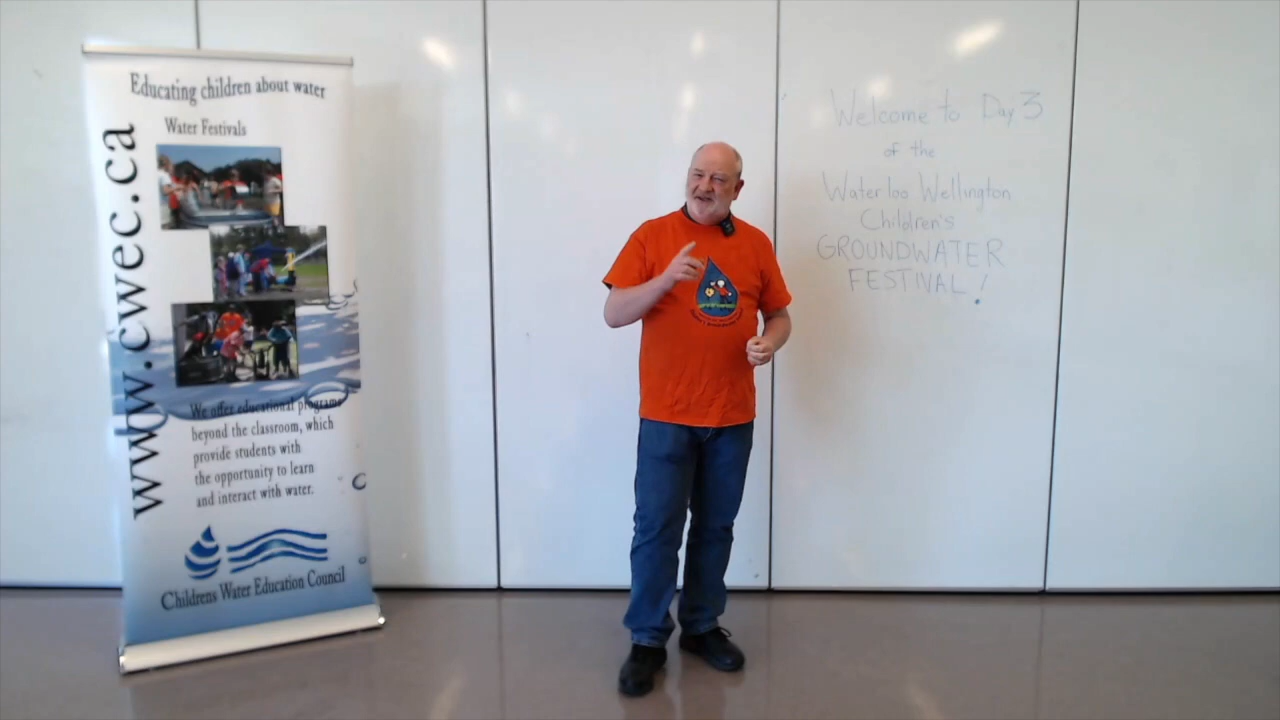 Educating children about water
Water Festivals
www.cwec.ca
We offer educational programs
beyond the classroom, which
provide students with
the opportunity to learn
and interact with water.
Childrens Water Education Council
Welcome to Day 3
of the
Waterloo Wellington
Children's
GROUNDWATER
FESTIVAL!